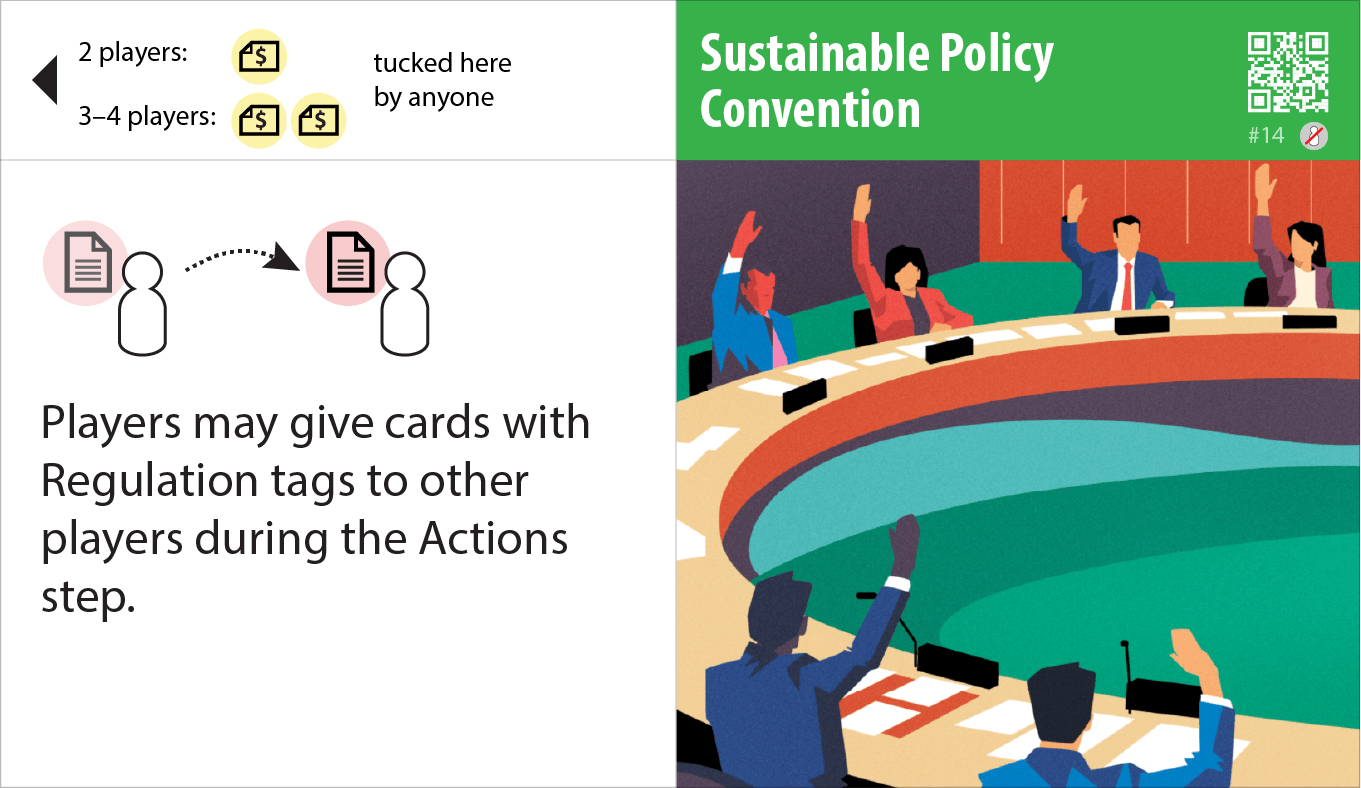 2 players:
3–4 players:
tucked here
by anyone
Players may give cards with
Regulation tags to other
players during the Actions
step.
Sustainable Policy
Convention
#14